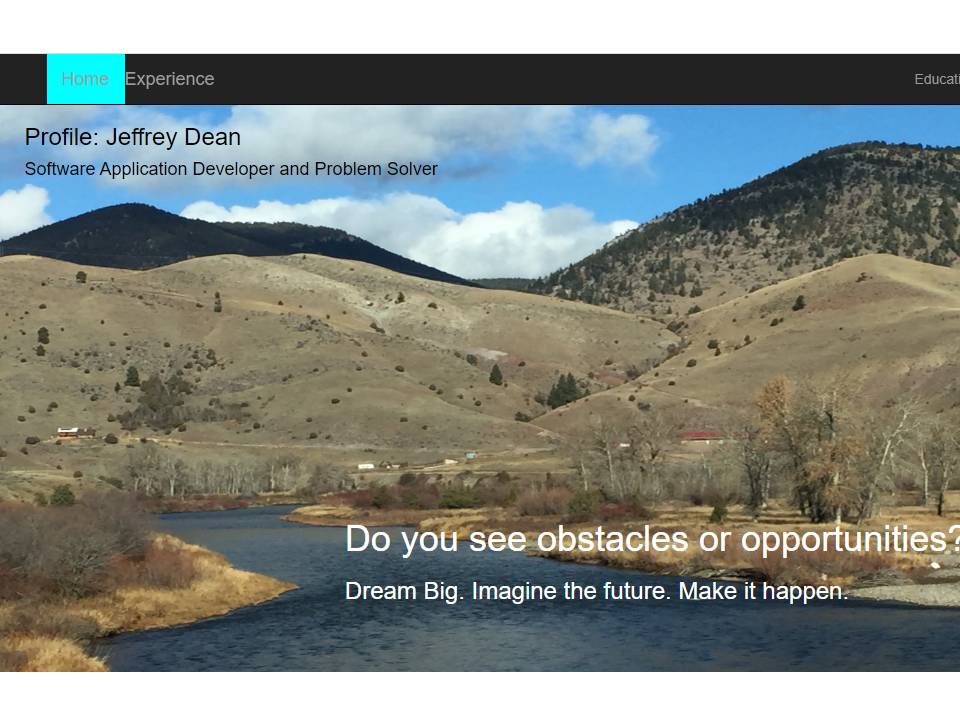 Home Experience Educati
Profile: Jeffrey Dean
Software Application Developer and Problem Solver
Do you see obstacles or opportunities?
Dream Big. Imagine the future. Make it happen.